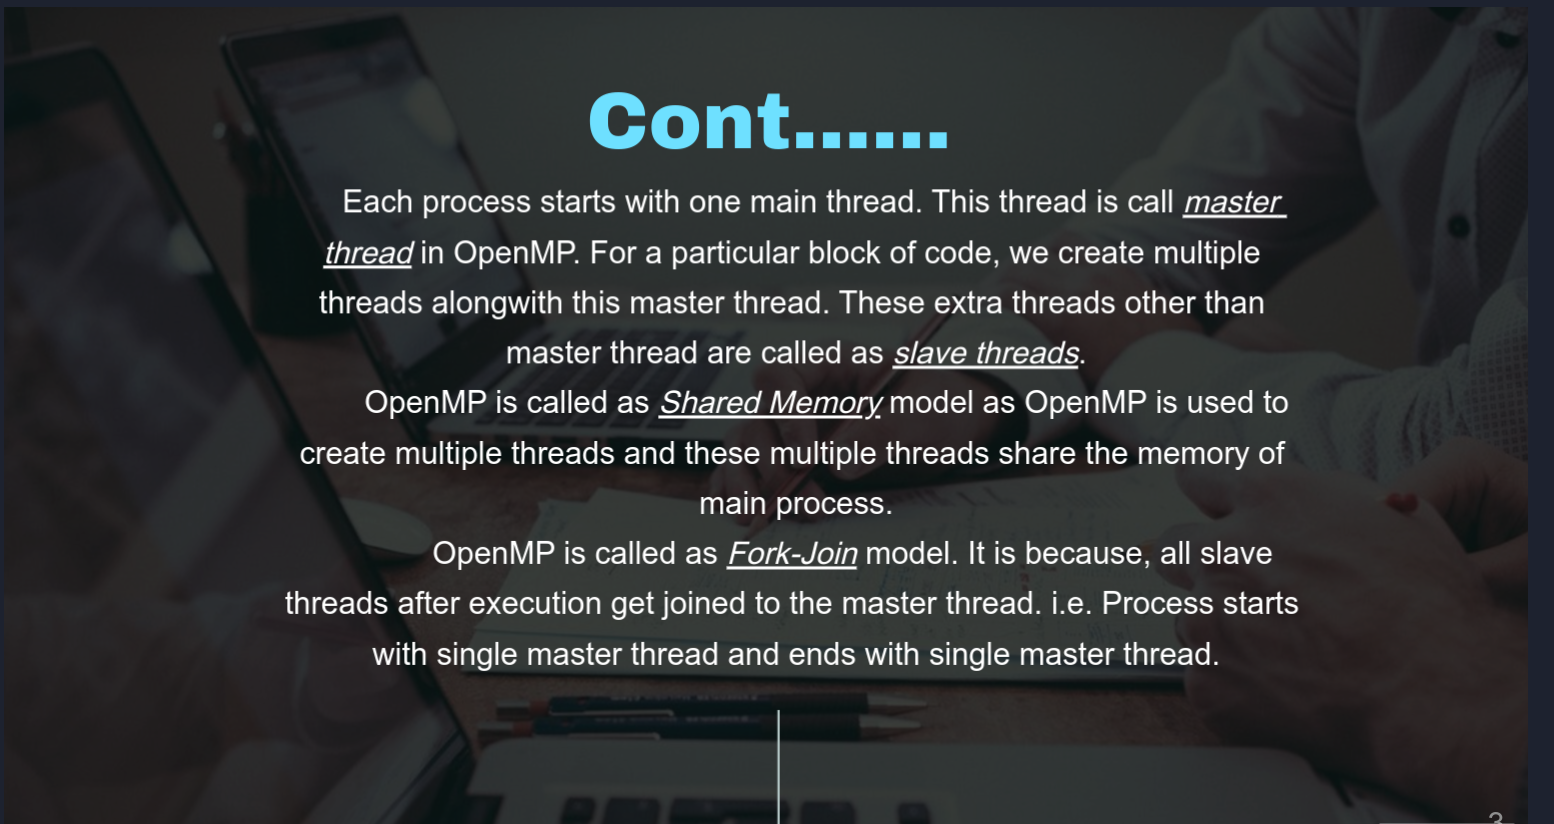 Cont......
Each process starts with one main thread. This thread is call master
thread in OpenMP. For a particular block of code, we create multiple
threads alongwith this master thread. These extra threads other than
master thread are called as slave threads.
OpenMP is called as Shared Memory model as OpenMP is used to
create multiple threads and these multiple threads share the memory of
main process.
OpenMP is called as Fork-Join model. It is because, all slave
threads after execution get joined to the master thread. i.e. Process starts
with single master thread and ends with single master thread.
3